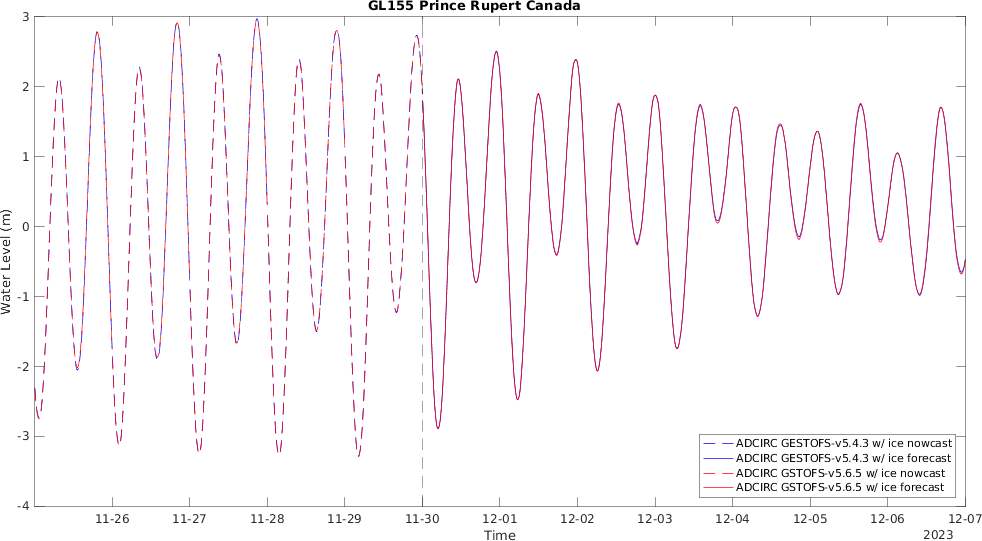 GL155 Prince Rupert Canada
3
2
1
0
-1
-2
-3
-4
Water Level (m)
ADCIRC GESTOFS-v5.4.3 w/ ice nowcast
ADCIRC GESTOFS-v5.4.3 w/ ice forecast
ADCIRC GSTOFS-v5.6.5 w/ ice nowcast
ADCIRC GSTOFS-v5.6.5 w/ ice forecast
11-26 11-27 11-28 11-29 11-30 12-01 12-02 12-03 12-04 12-05 12-06 12-07
Time
2023